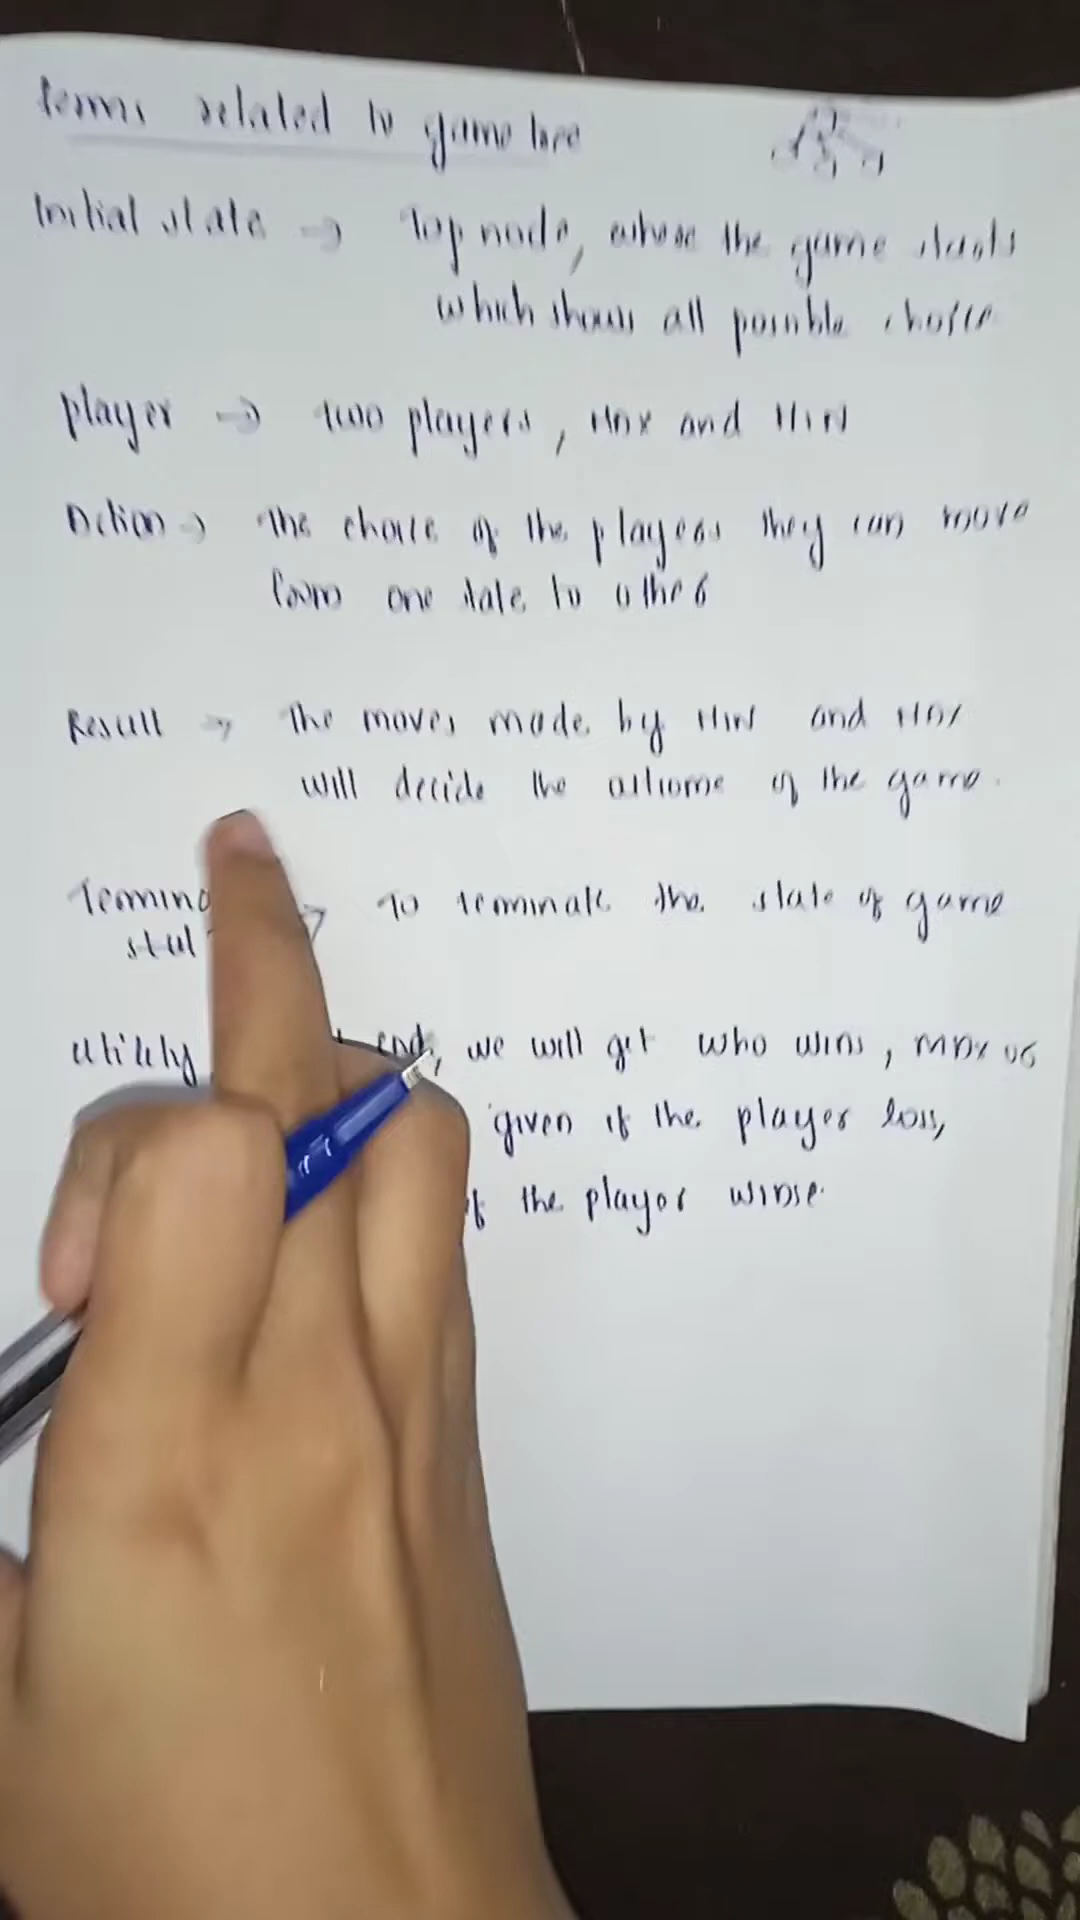 terms related to game tree
Initial state → Top node, where the game starts
which shows all possible choice
player → two players, MAX and MIN
Action → The choice of the players they can move
from one state to other
Result → The moves made by MIN and MAX
will decide the outcome of the game.
→ To terminate the state of game
utility end, we will get who wins, MAX or
given if the player loss,
if the player winse.